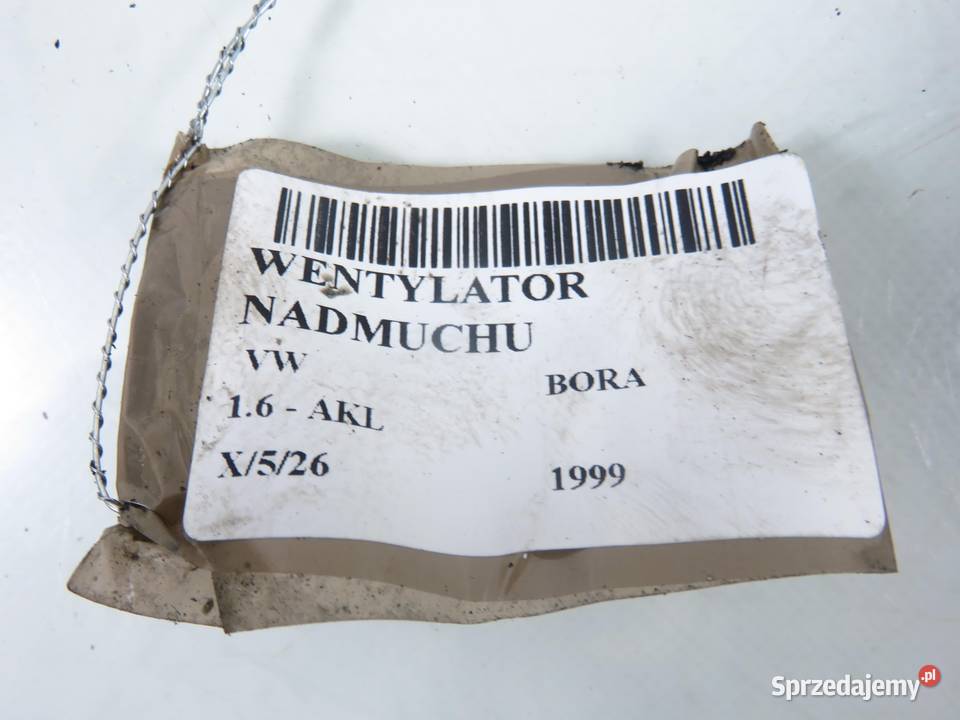 WENTYLATOR
NADMUCHU
VW BORA
1.6 - AKL
X/5/26 1999
Sprzedajemy.pl